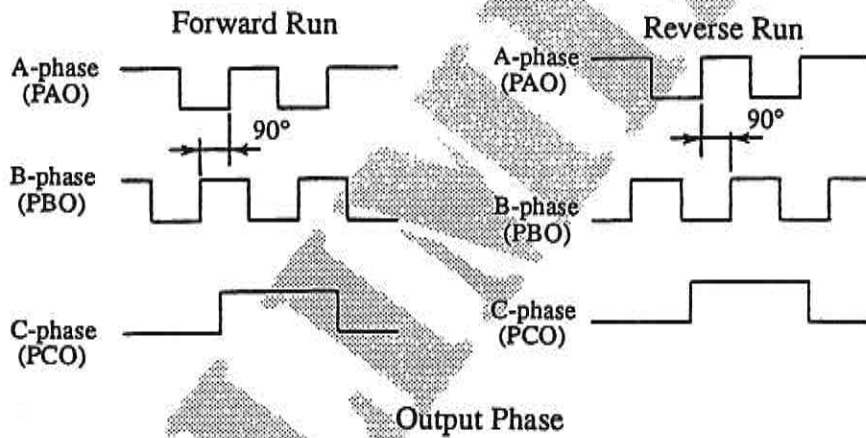 Forward Run
A-phase
(PAO)
90°
B-phase
(PBO)
C-phase
(PCO)
Reverse Run
A-phase
(PAO)
90°
B-phase
(PBO)
C-phase
(PCO)
Output Phase